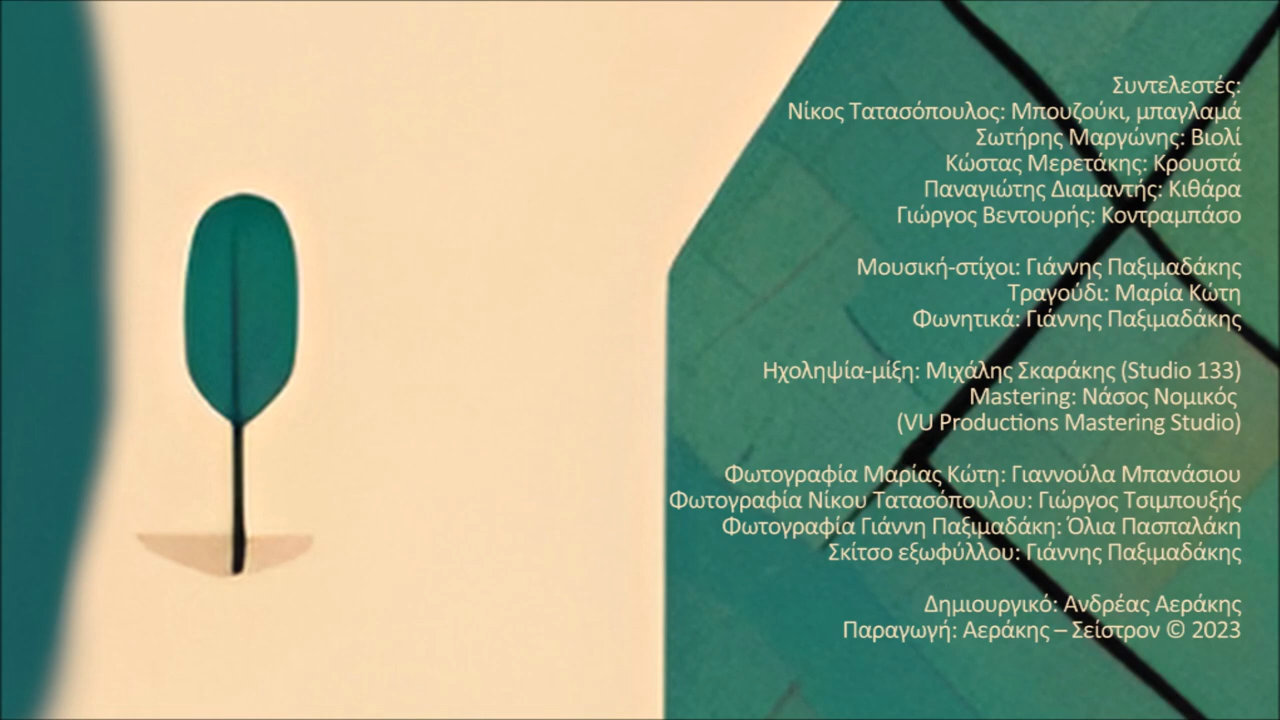 Συντελεστές:
Νίκος Τατασόπουλος: Μπουζούκι, μπαγλαμά
Σωτήρης Μαργώνης: Βιολί
Κώστας Μερετάκης: Κρουστά
Παναγιώτης Διαμαντής: Κιθάρα
Γιώργος Βεντουρής: Κοντραμπάσο
Μουσική-στίχοι: Γιάννης Παξιμαδάκης
Τραγούδι: Μαρία Κώτη
Φωνητικά: Γιάννης Παξιμαδάκης
Ηχοληψία-μίξη: Μιχάλης Σκαράκης (Studio 133)
Mastering: Νάσος Νομικός
(VU Productions Mastering Studio)
Φωτογραφία Μαρίας Κώτη: Γιαννούλα Μπανάσιου
Φωτογραφία Νίκου Τατασόπουλου: Γιώργος Τσιμπουξής
Φωτογραφία Γιάννη Παξιμαδάκη: Όλια Πασπαλάκη
Σκίτσο εξωφύλλου: Γιάννης Παξιμαδάκης
Δημιουργικό: Ανδρέας Αεράκης
Παραγωγή: Αεράκης – Σείστρον © 2023